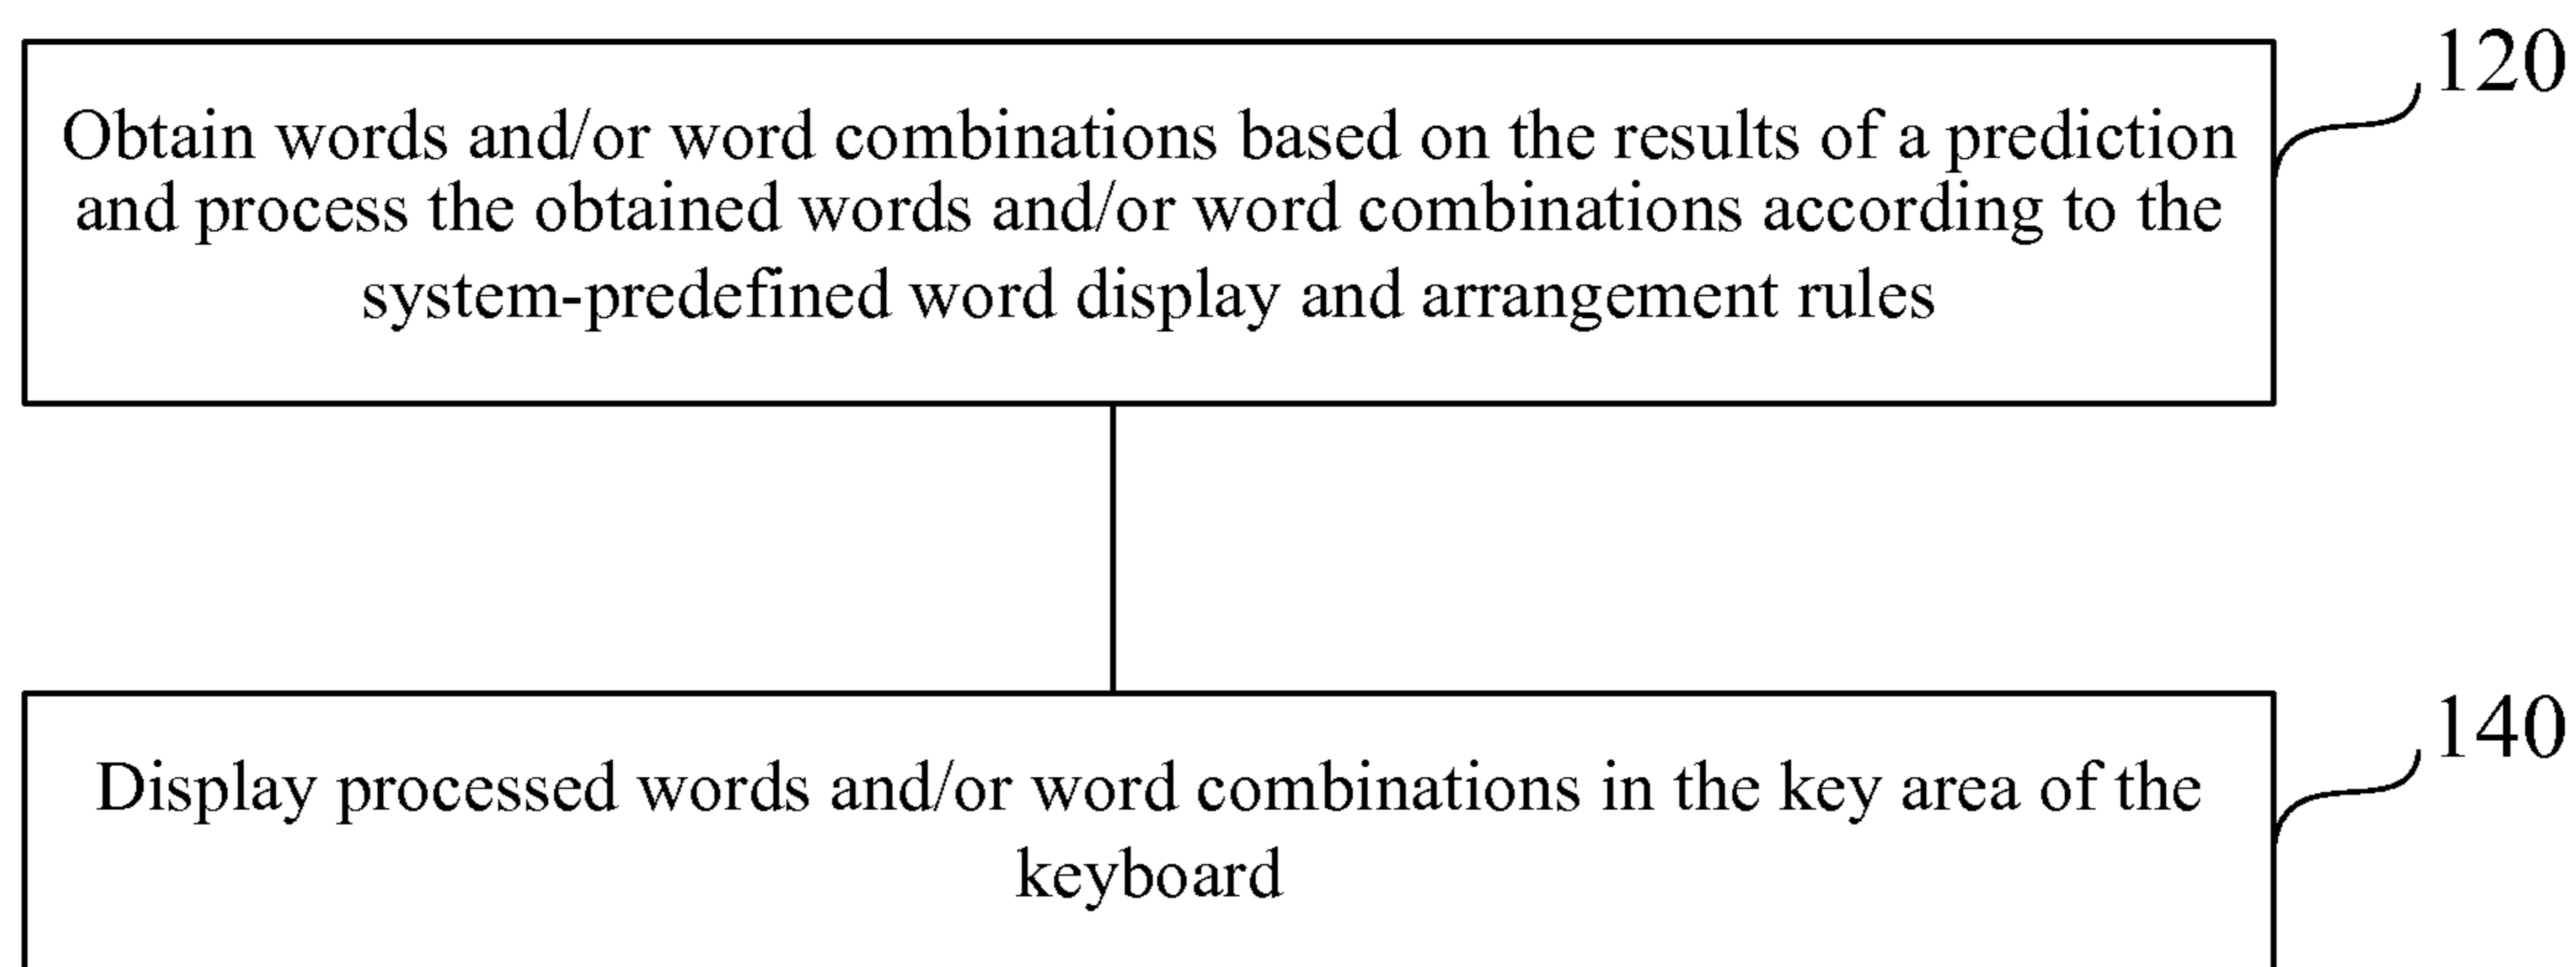 120
Obtain words and/or word combinations based on the results of a prediction
and process the obtained words and/or word combinations according to the
system-predefined word display and arrangement rules
140
Display processed words and/or word combinations in the key area of the
keyboard